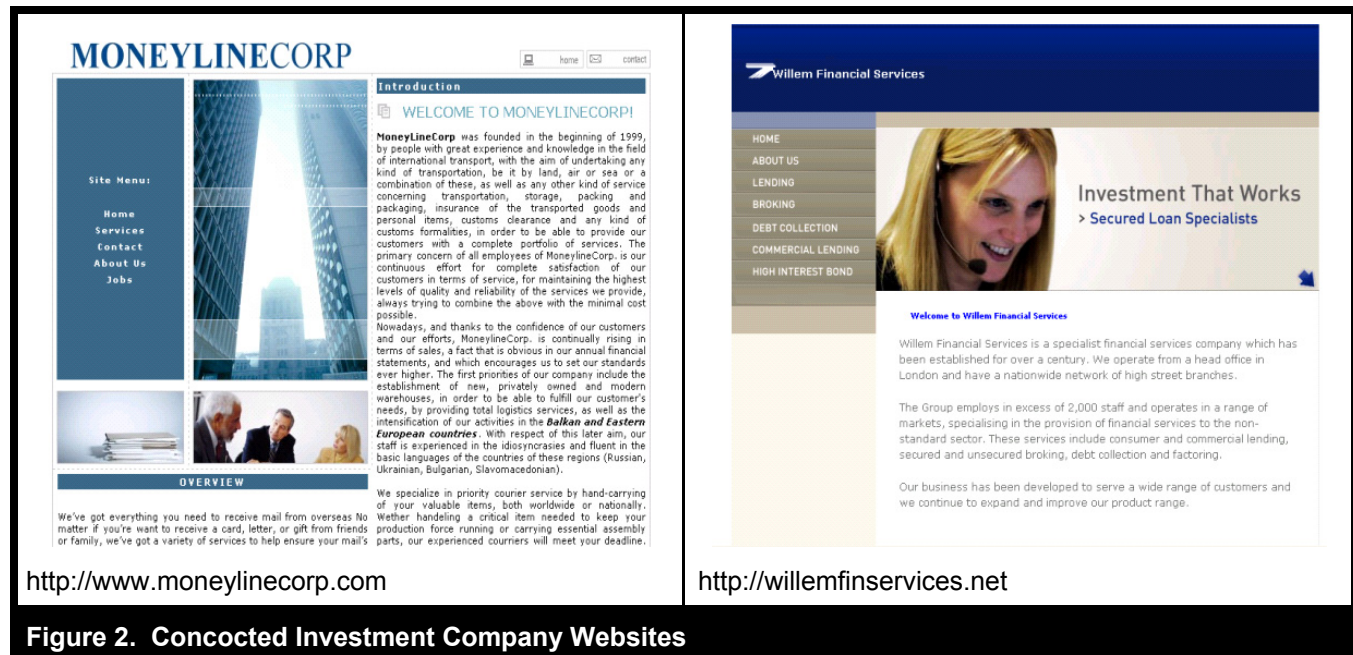 MONEYLINECORP
home
contact
Site Menu:
Home
Services
Contact
About Us
Jobs
OVERVIEW
We've got everything you need to receive mail from overseas No
matter if you're want to receive a card, letter, or gift from friends
or family, we've got a variety of services to help ensure your mail's
Introduction
WELCOME TO MONEYLINECORP!
MoneyLineCorp was founded in the beginning of 1999,
by people with great experience and knowledge in the field
of international transport, with the aim of undertaking any
kind of transportation, be it by land, air or sea or a
combination of these, as well as any other kind of service
concerning transportation, storage, packing and
packaging, insurance of the transported goods and
personal items, customs clearance and any kind of
customs formalities, in order to be able to provide our
customers with a complete portfolio of services. The
primary concern of all employees of MoneylineCorp. is our
continuous effort for complete satisfaction of our
customers in terms of service, for maintaining the highest
levels of quality and reliability of the services we provide,
always trying to combine the above with the minimal cost
possible.
Nowadays, and thanks to the confidence of our customers
and our efforts, MoneylineCorp. is continually rising in
terms of sales, a fact that is obvious in our annual financial
statements, and which encourages us to set our standards
ever higher. The first priorities of our company include the
establishment of new, privately owned and modern
warehouses, in order to be able to fulfill our customer's
needs, by providing total logistics services, as well as the
intensification of our activities in the Balkan and Eastern
European countries. With respect of this later aim, our
staff is experienced in the idiosyncrasies and fluent in the
basic languages of the countries of these regions (Russian,
Ukrainian, Bulgarian, Slavomacedonian).
We specialize in priority courier service by hand-carrying
of your valuable items, both worldwide or nationally.
Wether handeling a critical item needed to keep your
production force running or carrying essential assembly
parts, our experienced courriers will meet your deadline.
http://www.moneylinecorp.com
Willem Financial Services
HOME
ABOUT US
LENDING
BROKING
DEBT COLLECTION
COMMERCIAL LENDING
HIGH INTEREST BOND
Investment That Works
> Secured Loan Specialists
Welcome to Willem Financial Services
Willem Financial Services is a specialist financial services company which has
been established for over a century. We operate from a head office in
London and have a nationwide network of high street branches.
The Group employs in excess of 2,000 staff and operates in a range of
markets, specialising in the provision of financial services to the non-
standard sector. These services include consumer and commercial lending,
secured and unsecured broking, debt collection and factoring.
Our business has been developed to serve a wide range of customers and
we continue to expand and improve our product range.
http://willemfinservices.net
Figure 2. Concocted Investment Company Websites